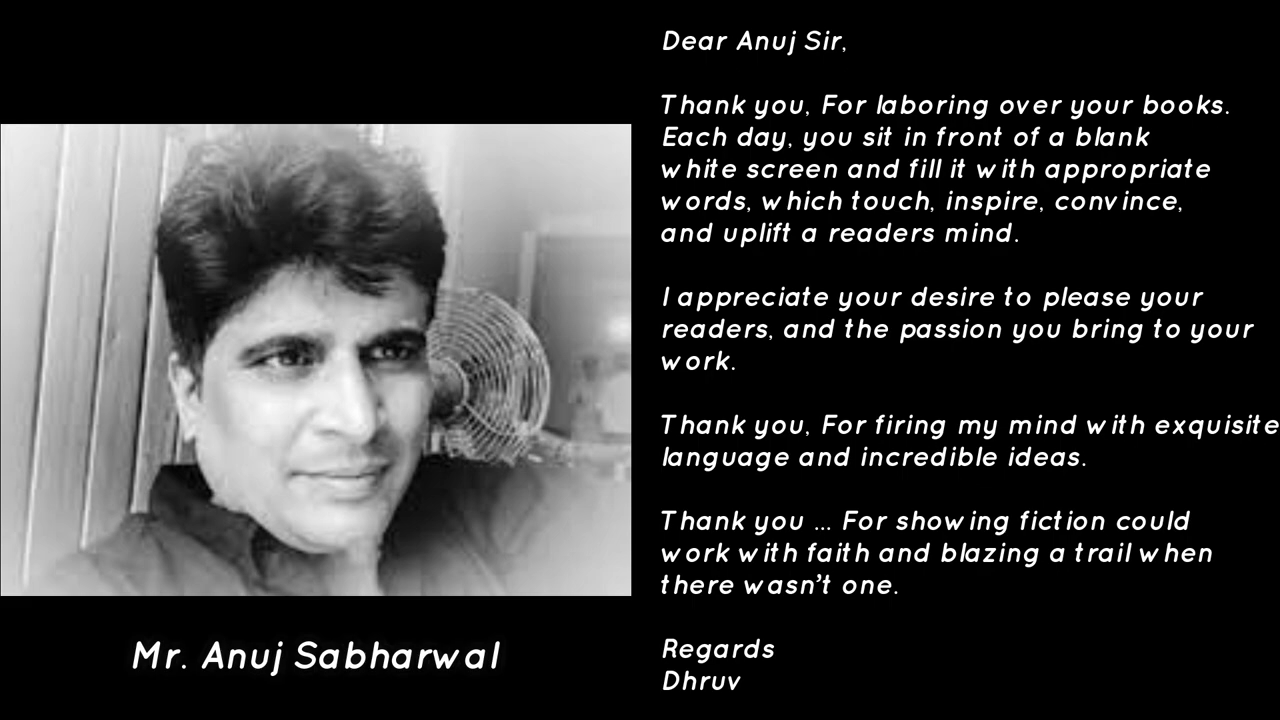 Dear Anuj Sir,
Thank you, For laboring over your books.
Each day, you sit in front of a blank
white screen and fill it with appropriate
words, which touch, inspire, convince,
and uplift a readers mind.
I appreciate your desire to please your
readers, and the passion you bring to your
work.
Thank you, For firing my mind with exquisite
language and incredible ideas.
Thank you ... For showing fiction could
work with faith and blazing a trail when
there wasn't one.
Regards
Dhruv
Mr. Anuj Sabharwal